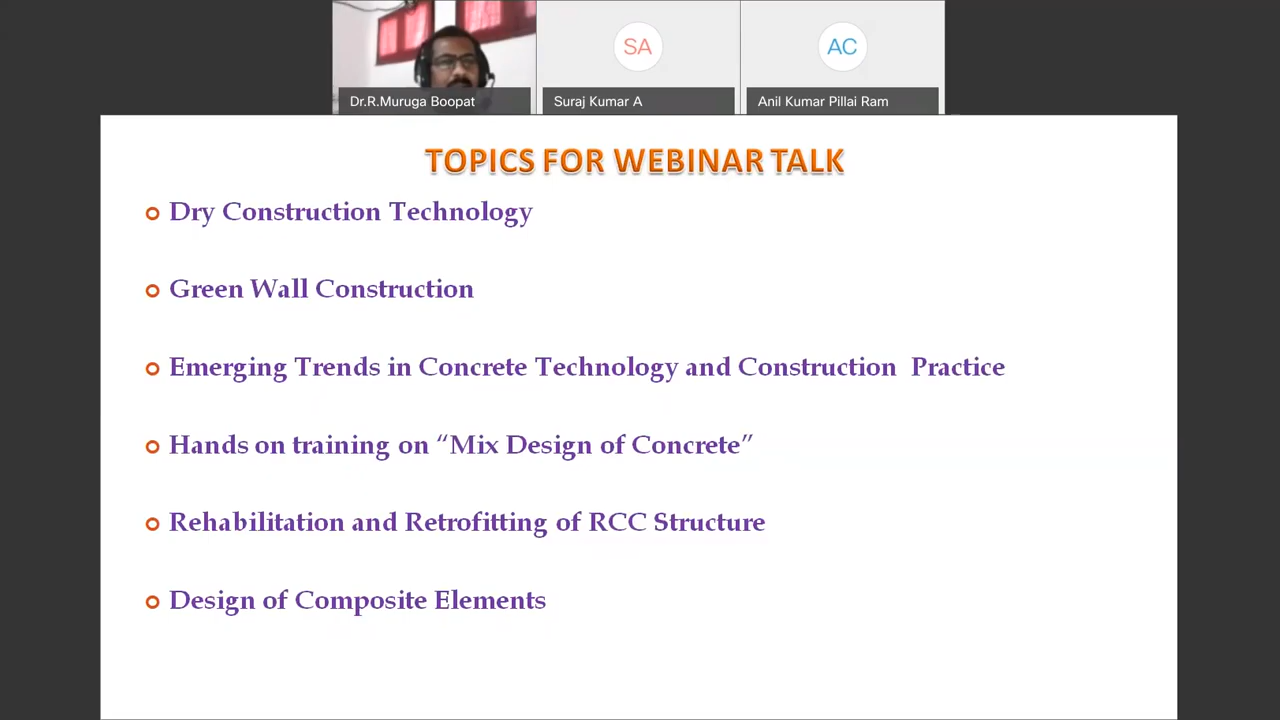 Dr.R.Muruga Boopat
SA
Suraj Kumar A
AC
Anil Kumar Pillai Ram
TOPICS FOR WEBINAR TALK
Dry Construction Technology
Green Wall Construction
Emerging Trends in Concrete Technology and Construction Practice
Hands on training on “Mix Design of Concrete”
Rehabilitation and Retrofitting of RCC Structure
Design of Composite Elements